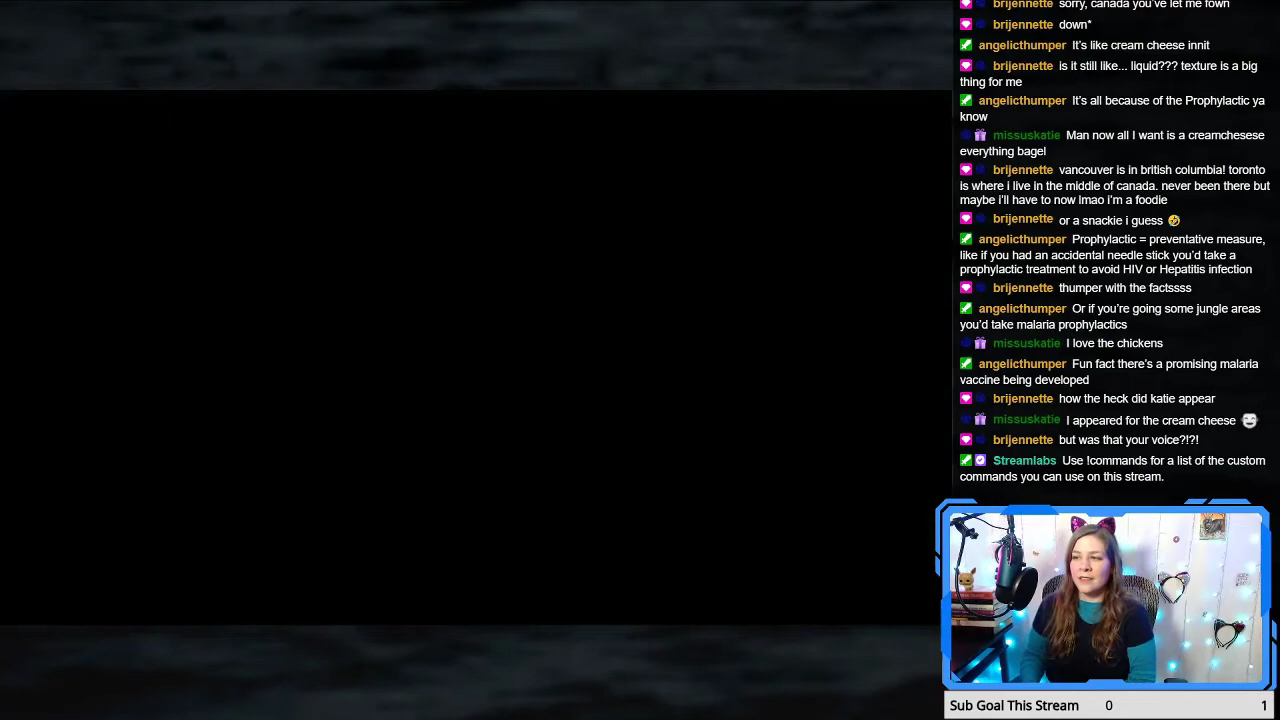 brijennette sorry, canada you've let me fown
brijennette down*
angelicthumper It's like cream cheese innit
brijennette is it still like... liquid??? texture is a big
thing for me
angelicthumper It's all because of the Prophylactic ya
know
missuskatie Man now all I want is a creamchesese
everything bagel
brijennette vancouver is in british columbia! toronto
is where i live in the middle of canada. never been there but
maybe i'll have to now lmao i'm a foodie
brijennette or a snackie i guess 🤣
angelicthumper Prophylactic = preventative measure,
like if you had an accidental needle stick you'd take a
prophylactic treatment to avoid HIV or Hepatitis infection
brijennette thumper with the factssss
angelicthumper Or if you're going some jungle areas
you'd take malaria prophylactics
missuskatie I love the chickens
angelicthumper Fun fact there's a promising malaria
vaccine being developed
brijennette how the heck did katie appear
missuskatie I appeared for the cream cheese
brijennette but was that your voice?!?!
Streamlabs Use !commands for a list of the custom
commands you can use on this stream.
Sub Goal This Stream 0 1